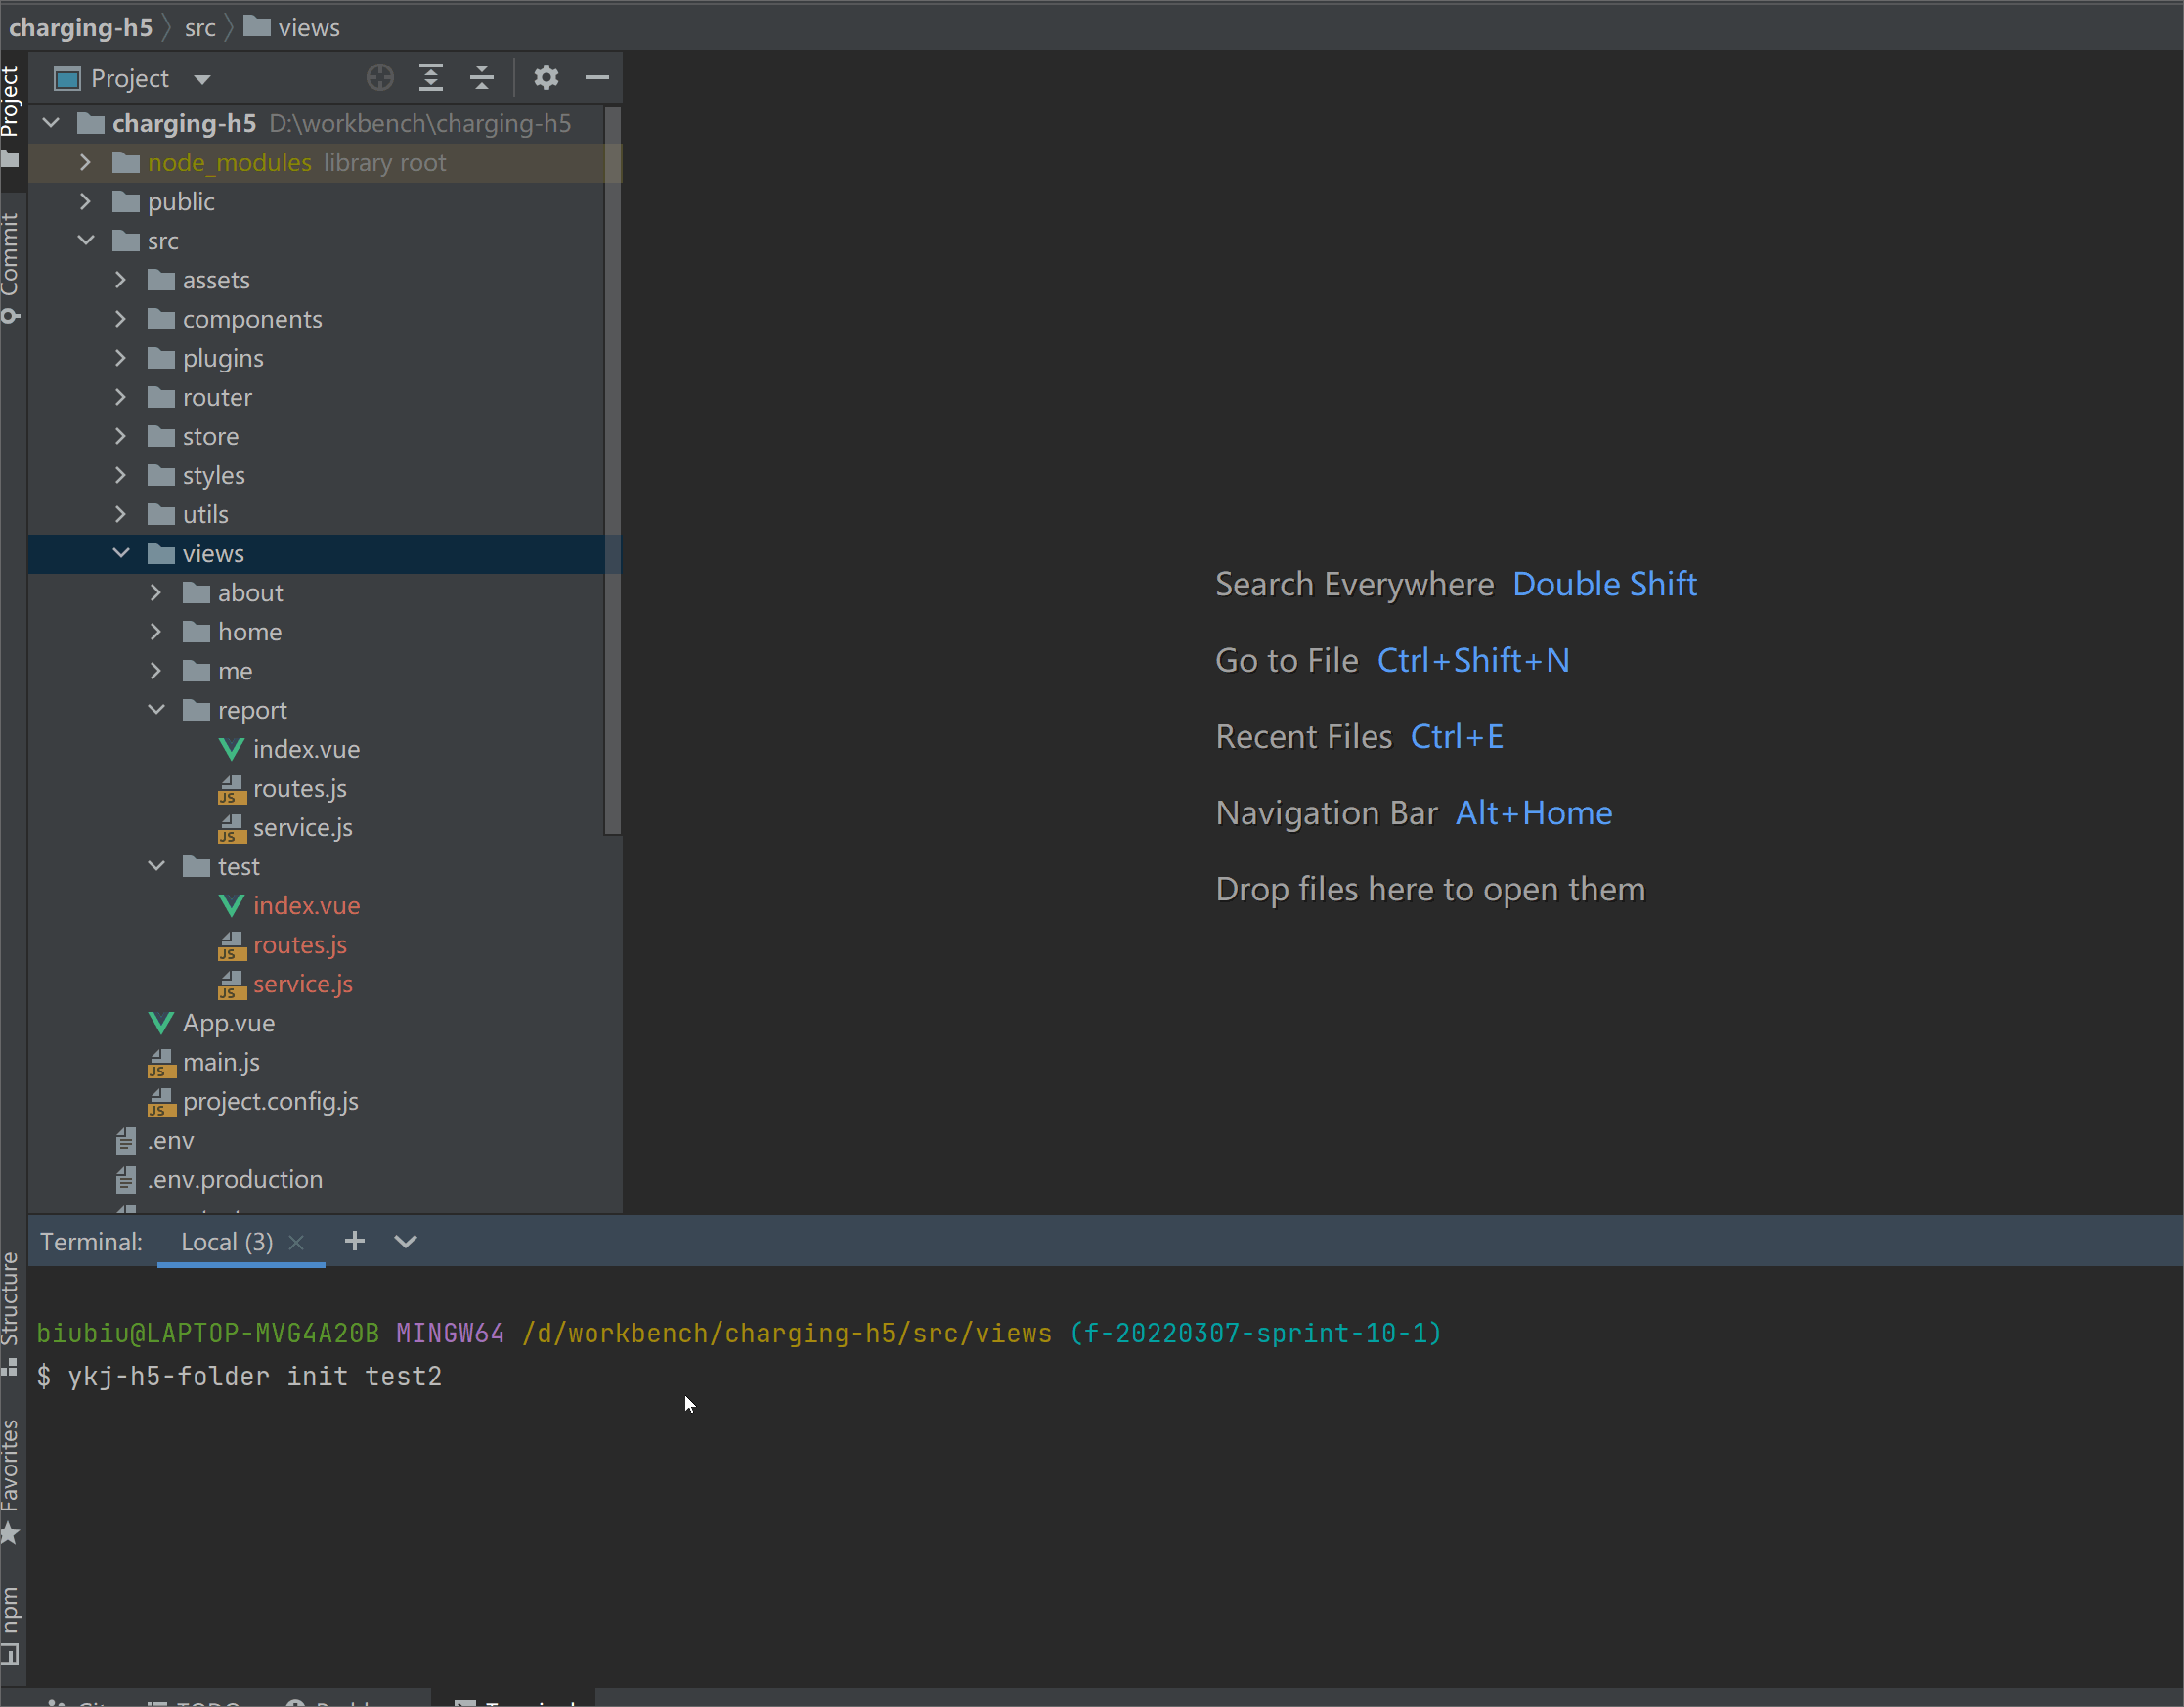 charging-h5 src views
Project
Project
Commit
charging-h5 D:\workbench\charging-h5
node_modules library root
public
src
assets
components
plugins
router
store
styles
utils
views
about
home
me
report
index.vue
routes.js
service.js
test
index.vue
routes.js
service.js
App.vue
main.js
project.config.js
.env
.env.production
Search Everywhere Double Shift
Go to File Ctrl+Shift+N
Recent Files Ctrl+E
Navigation Bar Alt+Home
Drop files here to open them
Structure
Favorites
npm
Terminal: Local (3)
biubiu@LAPTOP-MVG4A20B MINGW64 /d/workbench/charging-h5/src/views (f-20220307-sprint-10-1)
$ ykj-h5-folder init test2